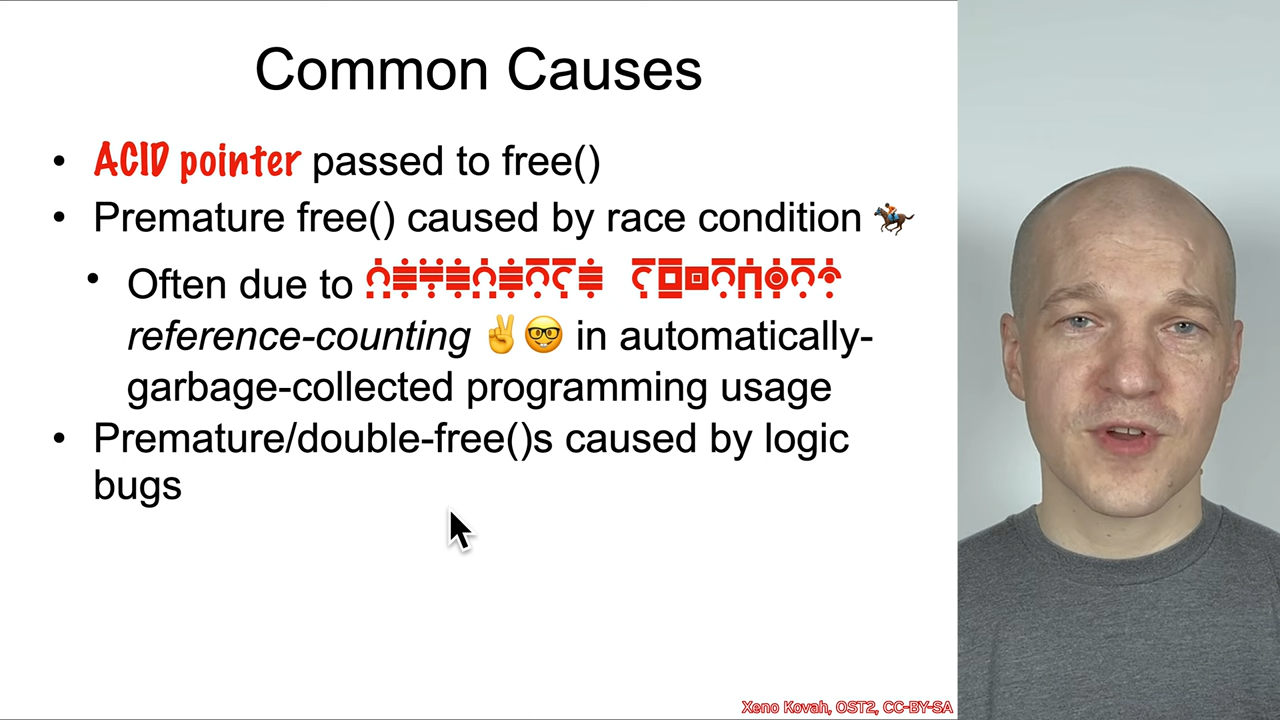 Common Causes
• ACID pointer passed to free()
• Premature free() caused by race condition 🏇
• Often due to
reference-counting ✌️🤓 in automatically-
garbage-collected programming usage
• Premature/double-free()s caused by logic
bugs
Xeno Kovah, OST2, CC-BY-SA